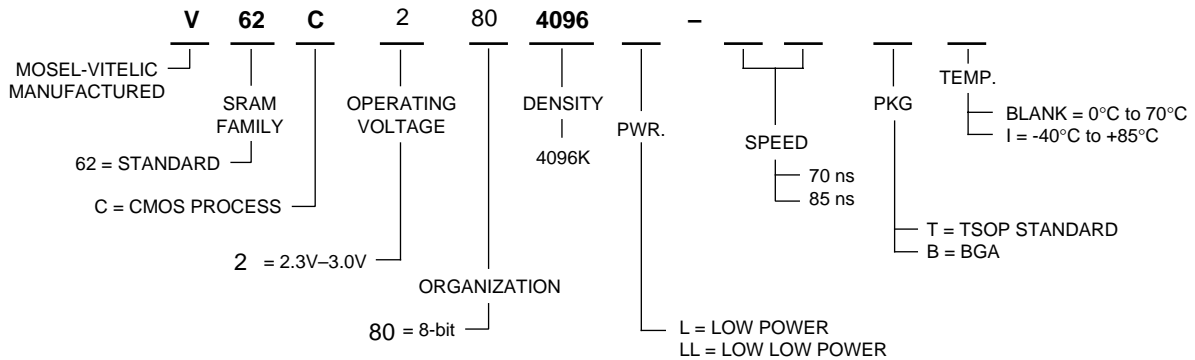 V 62 C 2 80 4096 –
MOSEL-VITELIC
MANUFACTURED
SRAM
FAMILY
62 = STANDARD
C = CMOS PROCESS
OPERATING
VOLTAGE
2 = 2.3V–3.0V
ORGANIZATION
80 = 8-bit
DENSITY
4096K
PWR.
L = LOW POWER
LL = LOW LOW POWER
SPEED
70 ns
85 ns
PKG
T = TSOP STANDARD
B = BGA
TEMP.
BLANK = 0°C to 70°C
I = -40°C to +85°C